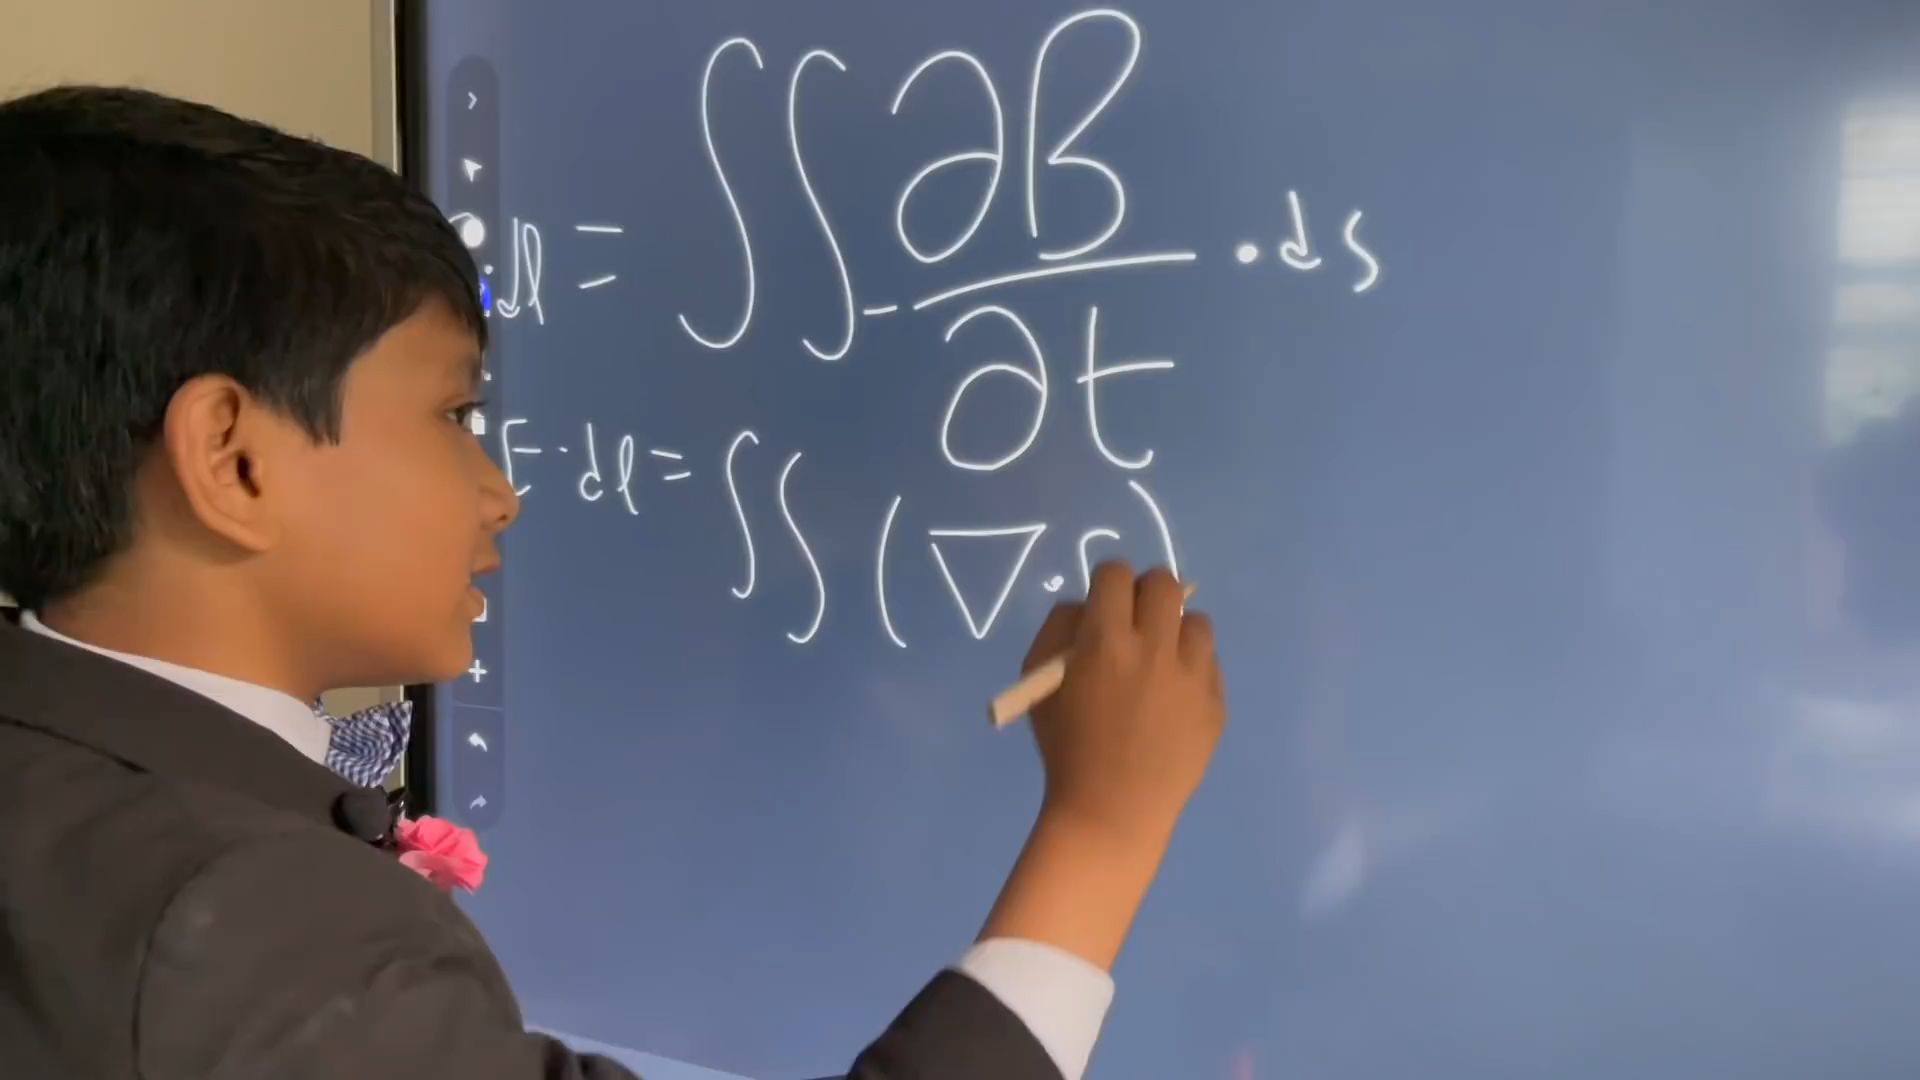 dl = ∬ -∂B/∂t · ds
E · dl = ∬ (∇ ·